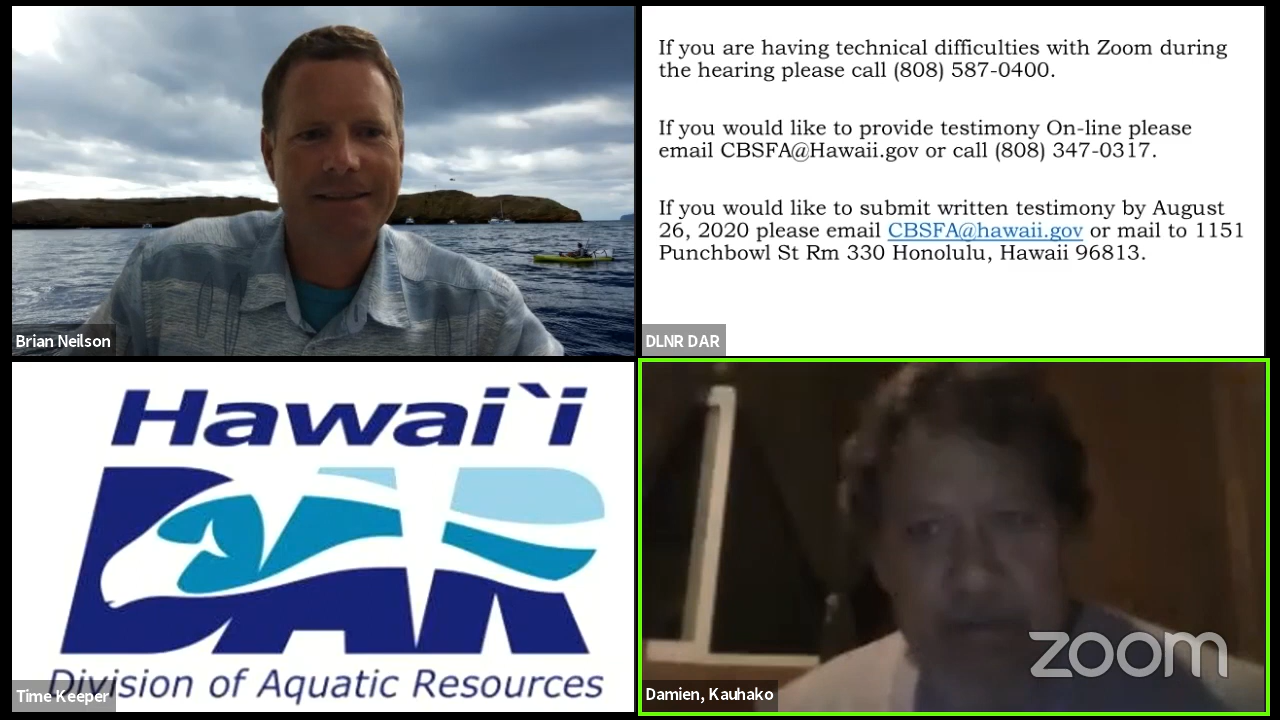 If you are having technical difficulties with Zoom during
the hearing please call (808) 587-0400.
If you would like to provide testimony On-line please
email CBSFA@Hawaii.gov or call (808) 347-0317.
If you would like to submit written testimony by August
26, 2020 please email CBSFA@hawaii.gov or mail to 1151
Punchbowl St Rm 330 Honolulu, Hawaii 96813.
Brian Neilson
DLNR DAR
Hawai`i
DAR
Division of Aquatic Resources
Time Keeper
Damien, Kauhako
zoom